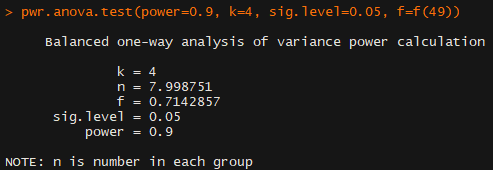 > pwr.anova.test(power=0.9, k=4, sig.level=0.05, f=f(49))
Balanced one-way analysis of variance power calculation
k = 4
n = 7.998751
f = 0.7142857
sig.level = 0.05
power = 0.9
NOTE: n is number in each group